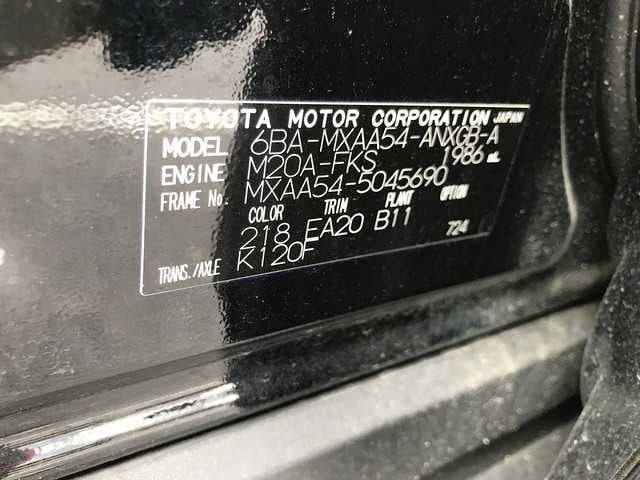 TOYOTA MOTOR CORPORATION JAPAN
MODEL 6BA-MXAA54-ANXGB-A
ENGINE M20A-FKS 1986 mL
FRAME No. MXAA54-5045690
COLOR TRIM PLANT OPTION
218 EA20 B11 724
TRANS./AXLE K120F